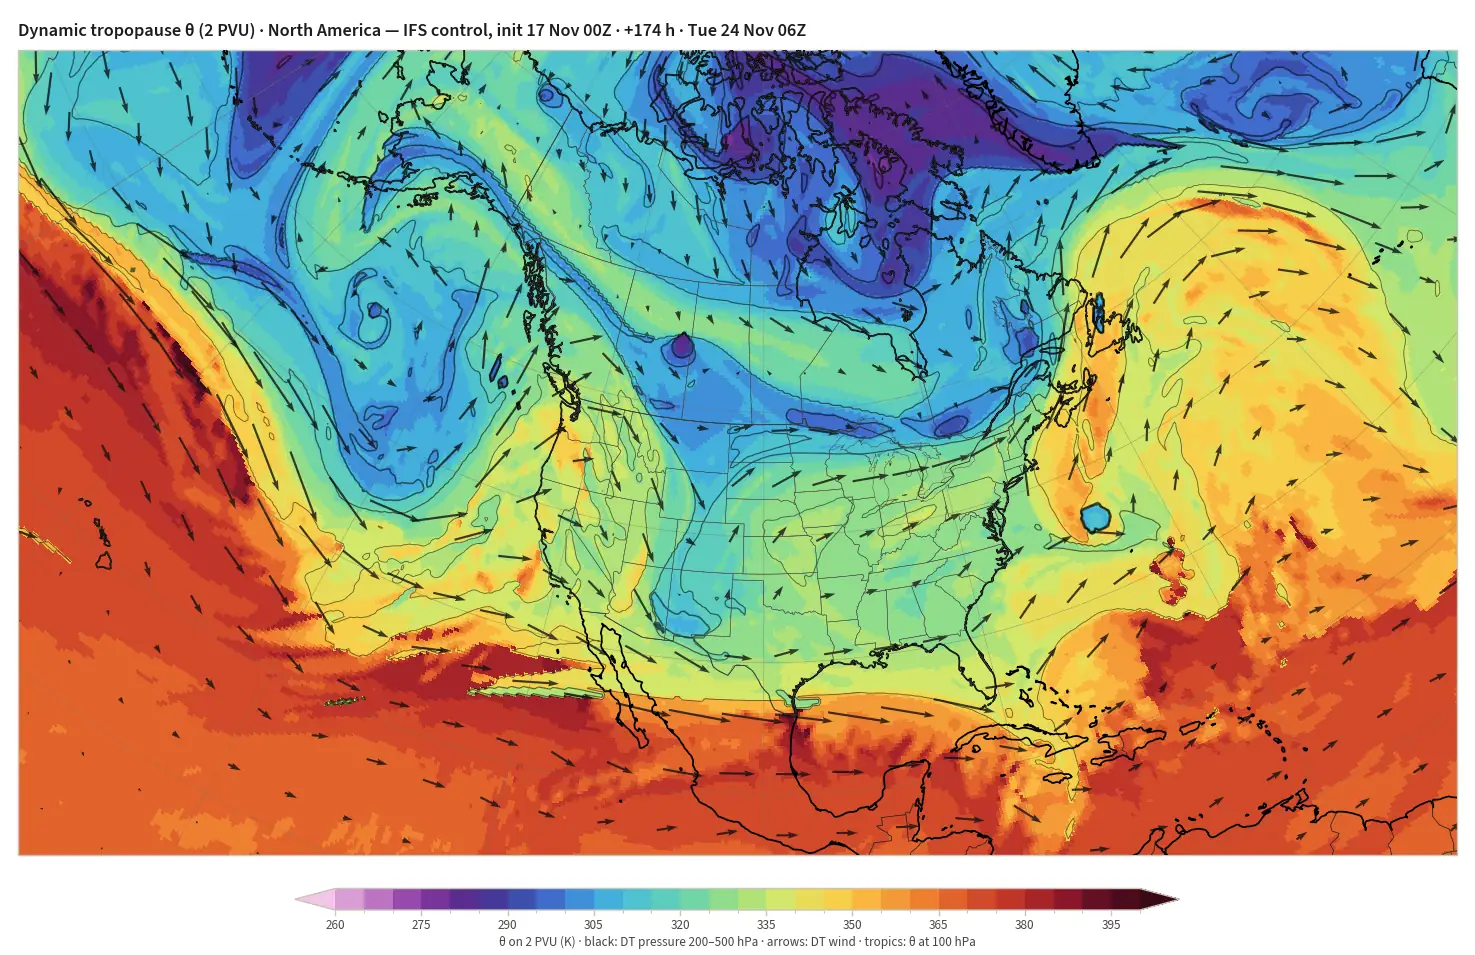 Dynamic tropopause θ (2 PVU) · North America — IFS control, init 17 Nov 00Z · +174 h · Tue 24 Nov 06Z
260 275 290 305 320 335 350 365 380 395
θ on 2 PVU (K) · black: DT pressure 200–500 hPa · arrows: DT wind · tropics: θ at 100 hPa